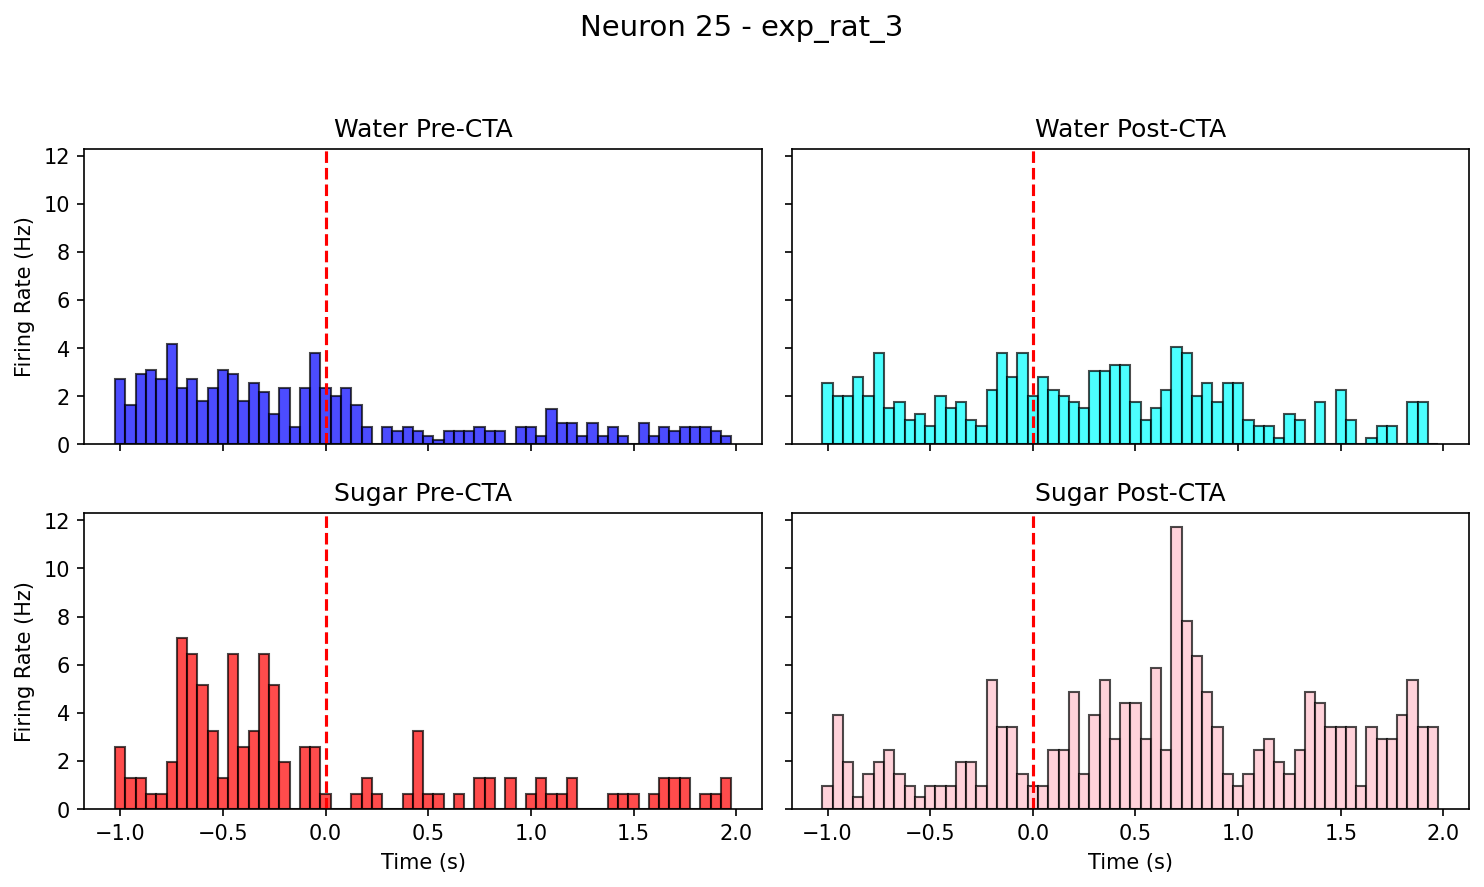 Neuron 25 - exp_rat_3
Water Pre-CTA
Water Post-CTA
12
10
8
6
4
2
0
Firing Rate (Hz)
Sugar Pre-CTA
Sugar Post-CTA
12
10
8
6
4
2
0
Firing Rate (Hz)
−1.0 −0.5 0.0 0.5 1.0 1.5 2.0
Time (s)
−1.0 −0.5 0.0 0.5 1.0 1.5 2.0
Time (s)